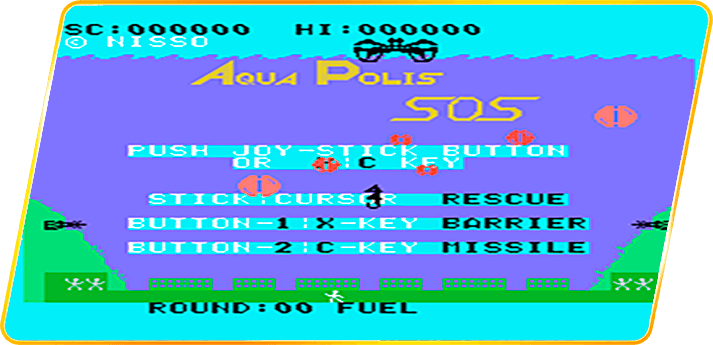 SC:000000 HI:000000
© NISSO
AQUA POLIS
SOS
PUSH JOY-STICK BUTTON
OR :C KEY
STICK:CURSOR RESCUE
BUTTON-1:X-KEY BARRIER
BUTTON-2:C-KEY MISSILE
ROUND:00 FUEL